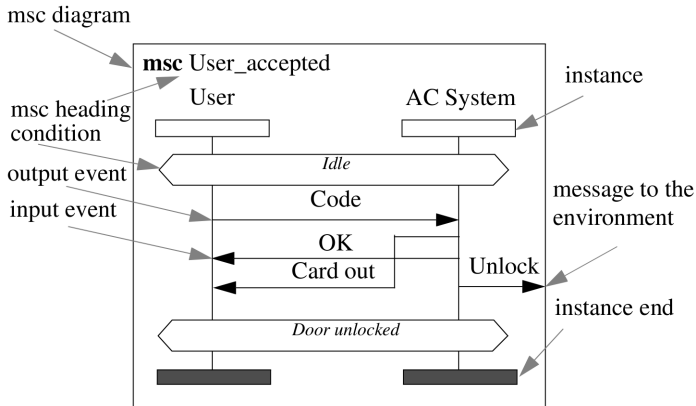 msc diagram
msc User_accepted
instance
User
AC System
msc heading
condition
Idle
output event
Code
input event
message to the
environment
OK
Unlock
Card out
instance end
Door unlocked